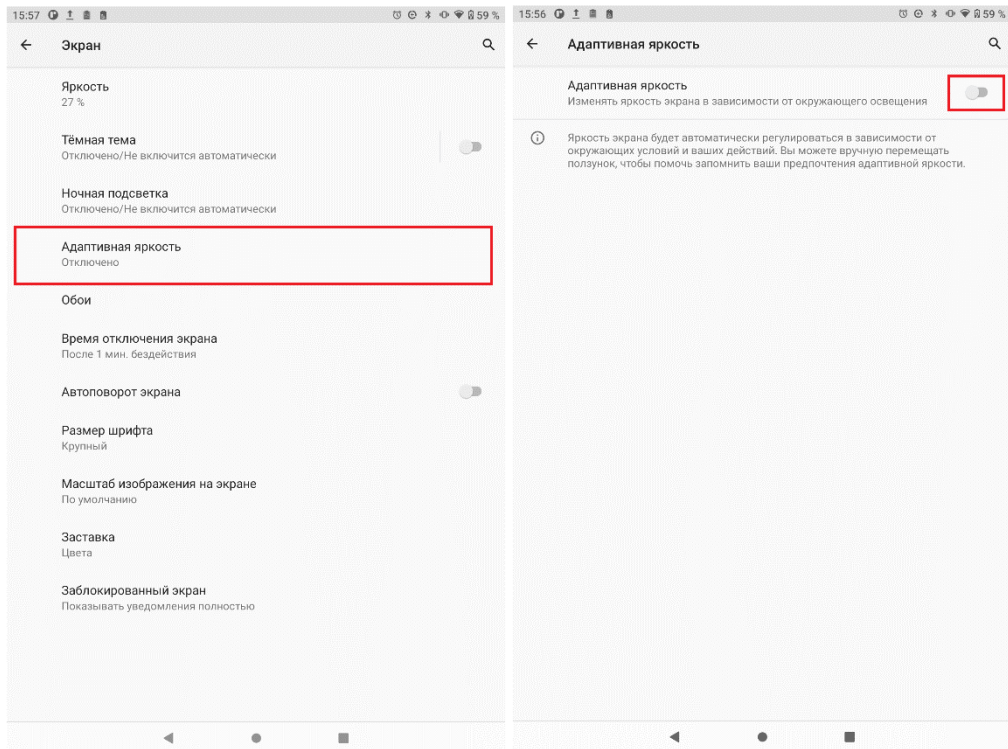 15:57
59 %
Экран
Яркость
27 %
Тёмная тема
Отключено/Не включится автоматически
Ночная подсветка
Отключено/Не включится автоматически
Адаптивная яркость
Отключено
Обои
Время отключения экрана
После 1 мин. бездействия
Автоповорот экрана
Размер шрифта
Крупный
Масштаб изображения на экране
По умолчанию
Заставка
Цвета
Заблокированный экран
Показывать уведомления полностью
15:56
59 %
Адаптивная яркость
Адаптивная яркость
Изменять яркость экрана в зависимости от окружающего освещения
Яркость экрана будет автоматически регулироваться в зависимости от
окружающих условий и ваших действий. Вы можете вручную перемещать
ползунок, чтобы помочь запомнить ваши предпочтения адаптивной яркости.